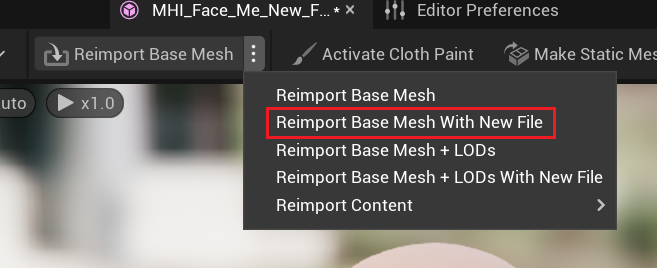 MHI_Face_Me_New_F...*
Editor Preferences
Reimport Base Mesh
Activate Cloth Paint
Make Static Mes
uto
x1.0
Reimport Base Mesh
Reimport Base Mesh With New File
Reimport Base Mesh + LODs
Reimport Base Mesh + LODs With New File
Reimport Content